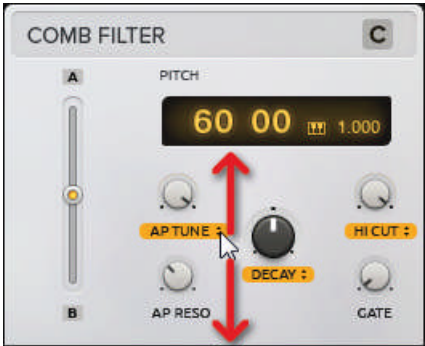 COMB FILTER C
A PITCH
60 00 1.000
AP TUNE HI CUT
DECAY
B AP RESO GATE